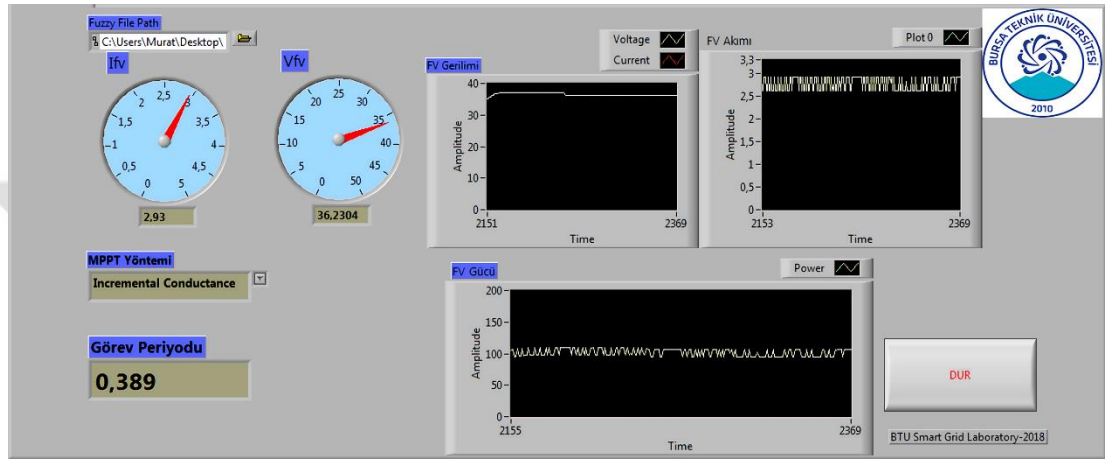 Fuzzy File Path
C:\Users\Murat\Desktop\
Ifv
0 0,5 1 1,5 2 2,5 3 3,5 4 4,5 5
2,93
Vfv
0 5 10 15 20 25 30 35 40 45 50
36,2304
MPPT Yöntemi
Incremental Conductance
Görev Periyodu
0,389
Voltage
Current
FV Gerilimi
40
30
20
10
0
Amplitude
2151 2369
Time
Plot 0
FV Akımı
3,3
3
2,5
2
1,5
1
0,5
0
Amplitude
2153 2369
Time
BURSA TEKNİK ÜNİVERSİTESİ
2010
Power
FV Gücü
200
150
100
50
0
Amplitude
2155 2369
Time
DUR
BTU Smart Grid Laboratory-2018